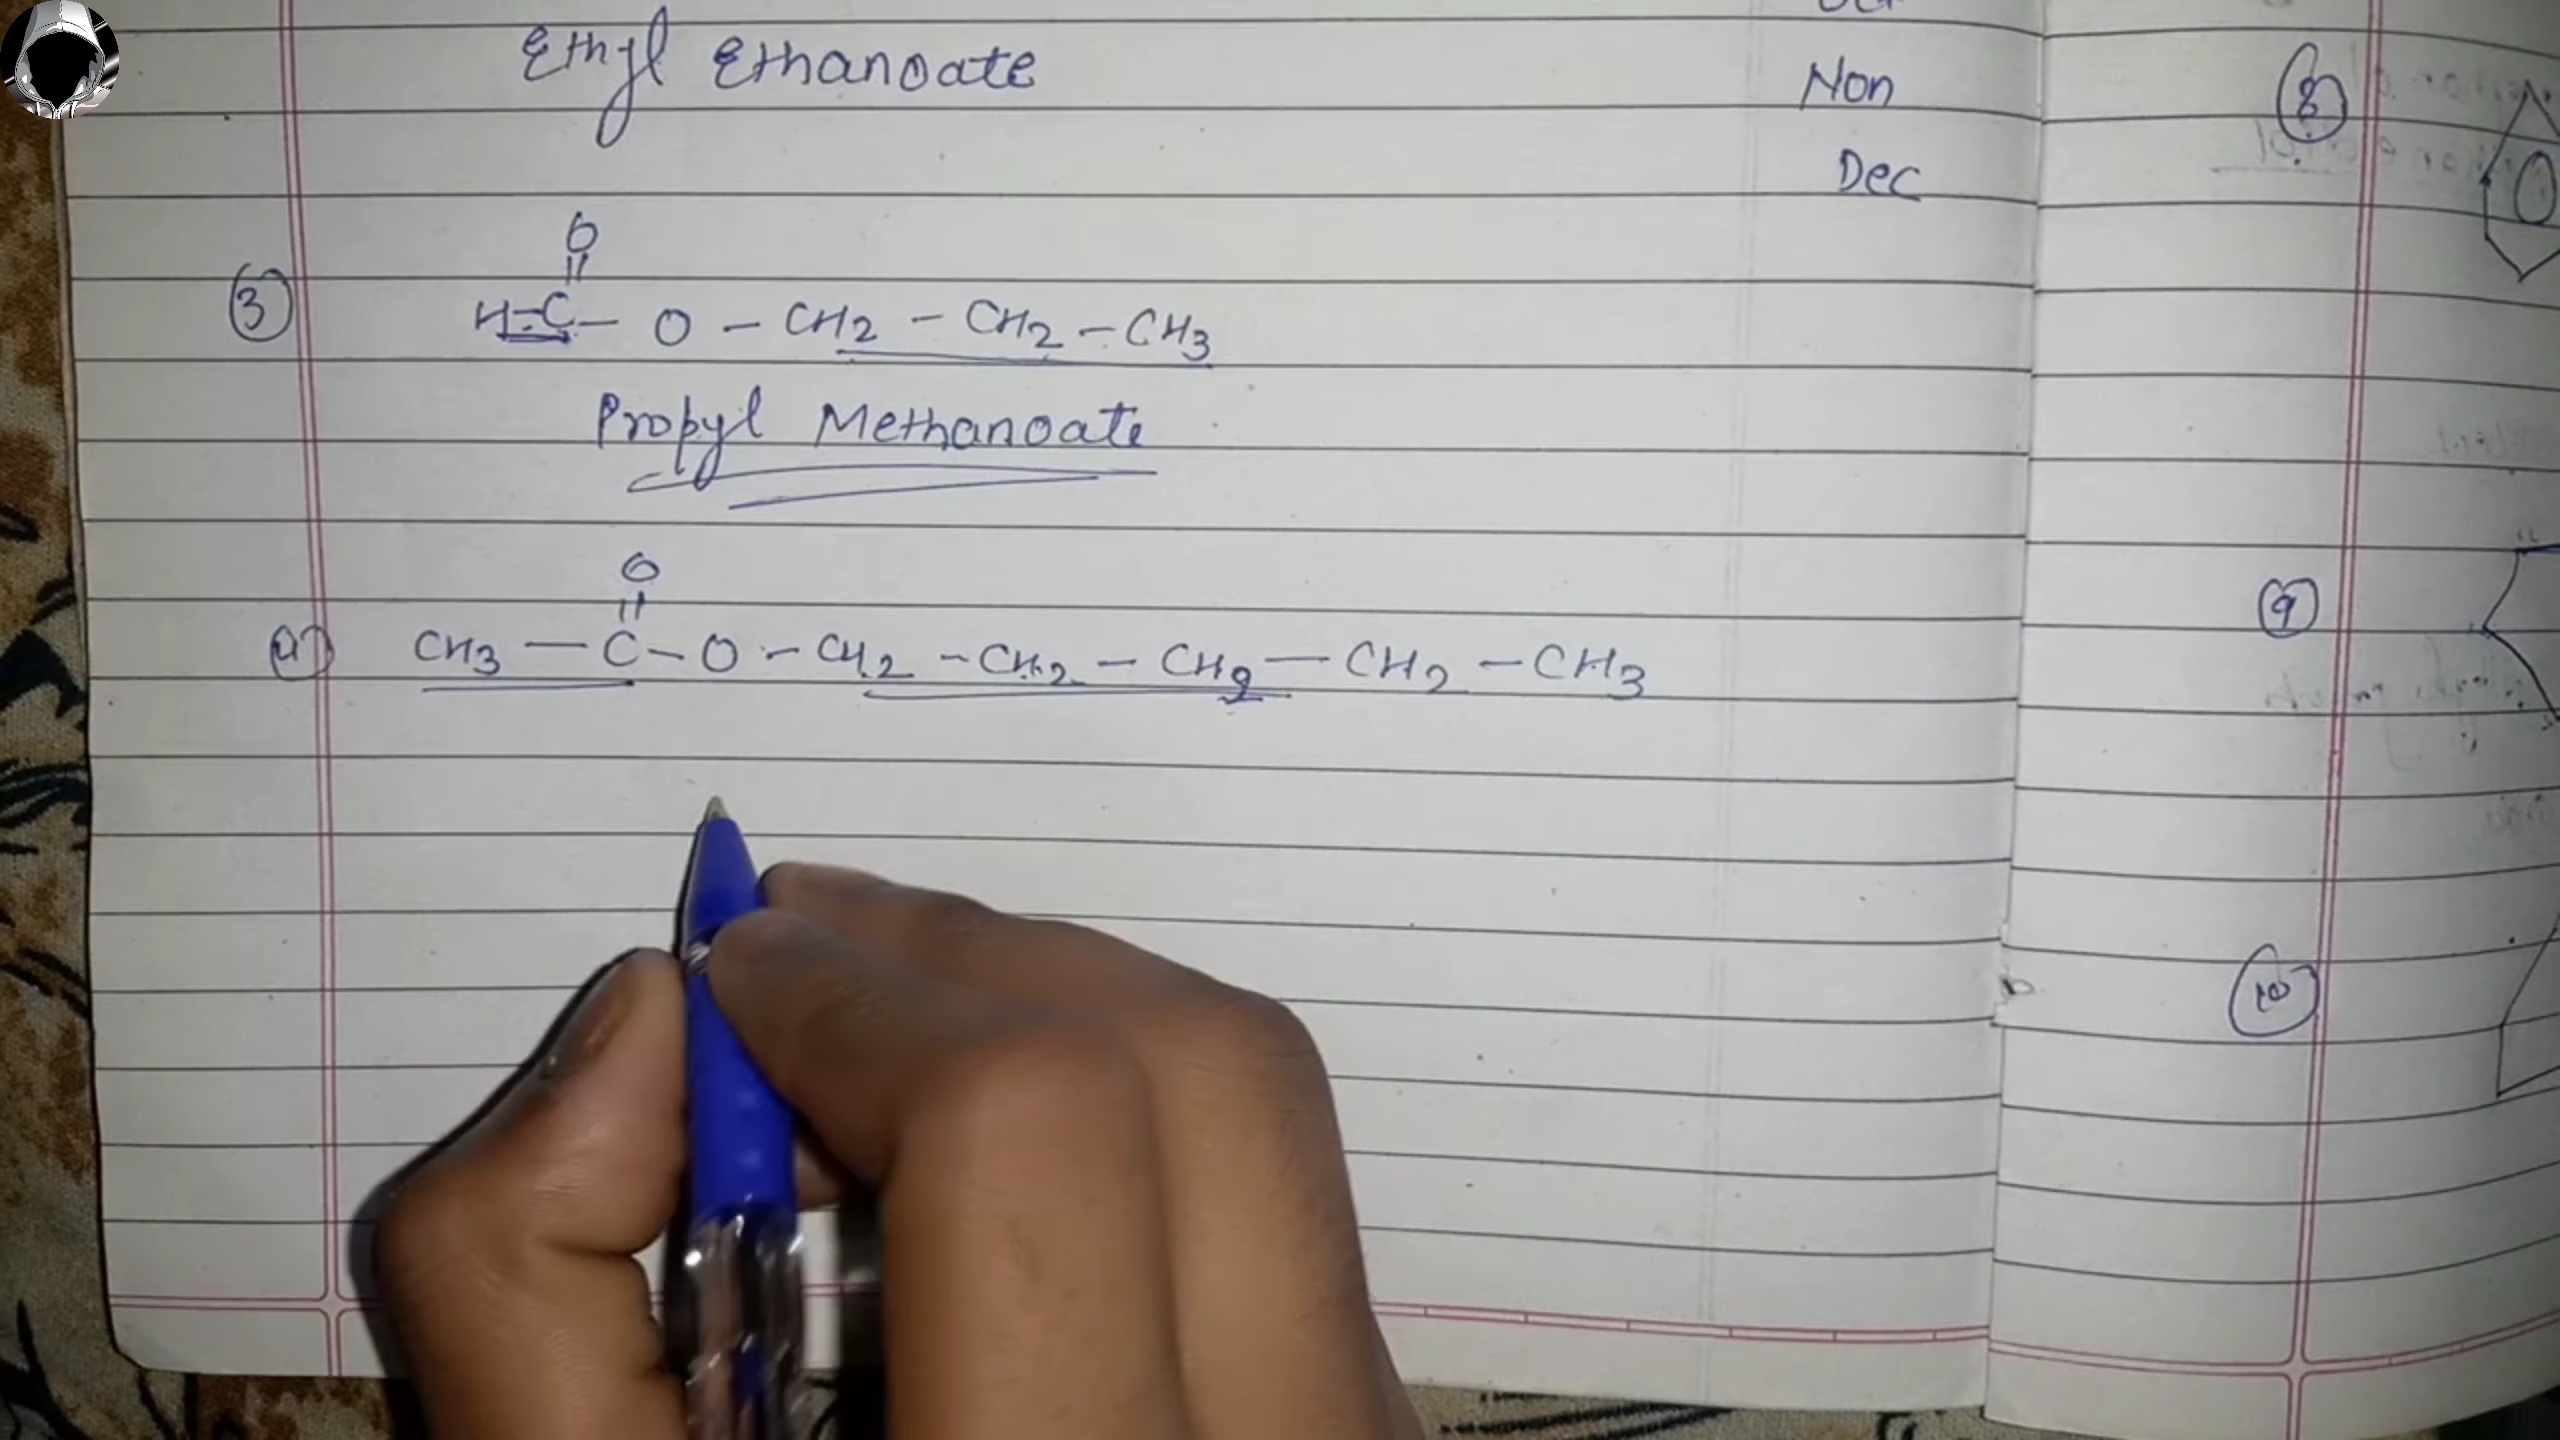 Ethyl Ethanoate
Non
Dec
8
O
3
H-C- O - CH2 - CH2 - CH3
Propyl Methanoate
O
4
CH3 - C - O - CH2 - CH2 - CH2 - CH2 - CH3
9
10